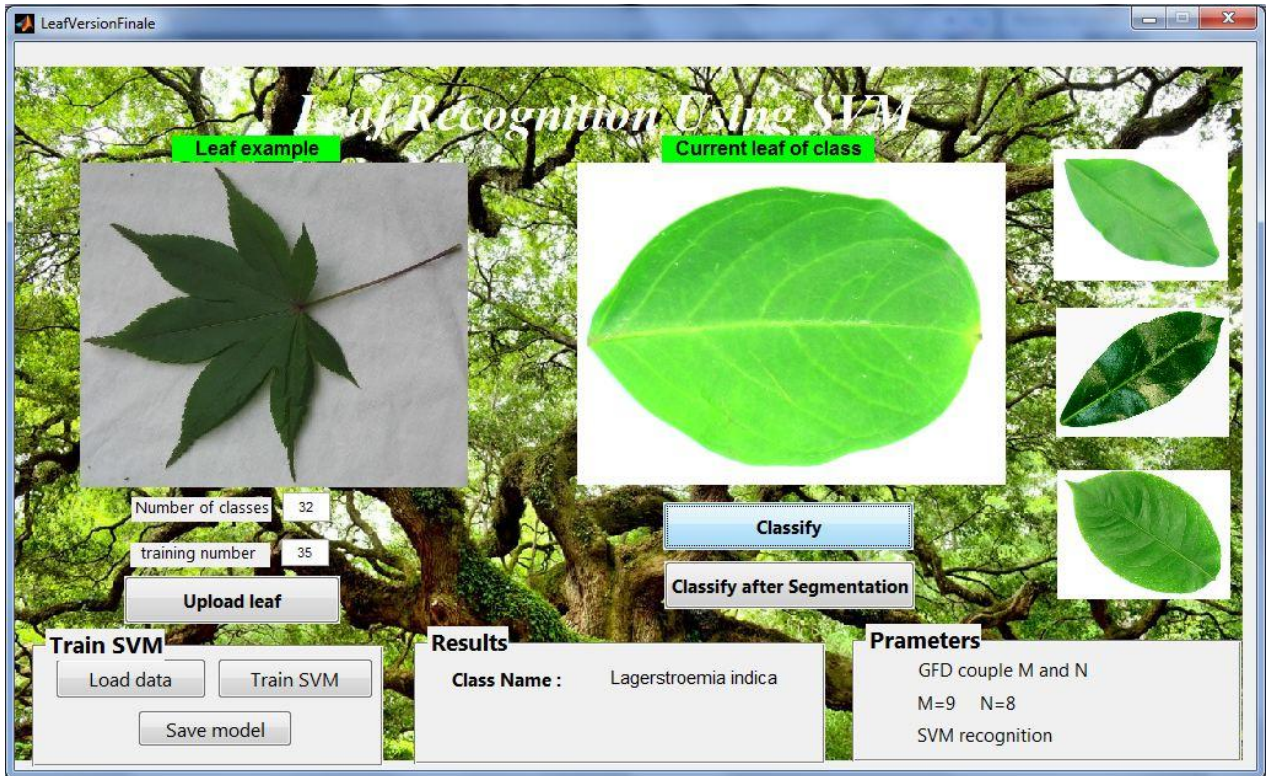 LeafVersionFinale
Leaf Recognition Using SVM
Leaf example
Current leaf of class
Number of classes 32
training number 35
Upload leaf
Classify
Classify after Segmentation
Train SVM
Load data
Train SVM
Save model
Results
Class Name : Lagerstroemia indica
Prameters
GFD couple M and N
M=9 N=8
SVM recognition